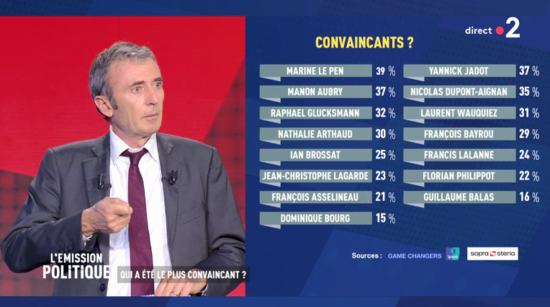 direct 2
CONVAINCANTS ?
MARINE LE PEN 39 %
MANON AUBRY 37 %
RAPHAEL GLUCKSMANN 32 %
NATHALIE ARTHAUD 30 %
IAN BROSSAT 25 %
JEAN-CHRISTOPHE LAGARDE 23 %
FRANÇOIS ASSELINEAU 21 %
DOMINIQUE BOURG 15 %
YANNICK JADOT 37 %
NICOLAS DUPONT-AIGNAN 35 %
LAURENT WAUQUIEZ 31 %
FRANÇOIS BAYROU 29 %
FRANCIS LALANNE 24 %
FLORIAN PHILIPPOT 22 %
GUILLAUME BALAS 16 %
L'EMISSION
POLITIQUE
QUI A ÉTÉ LE PLUS CONVAINCANT ?
Sources : GAME CHANGERS Ipsos sopra steria